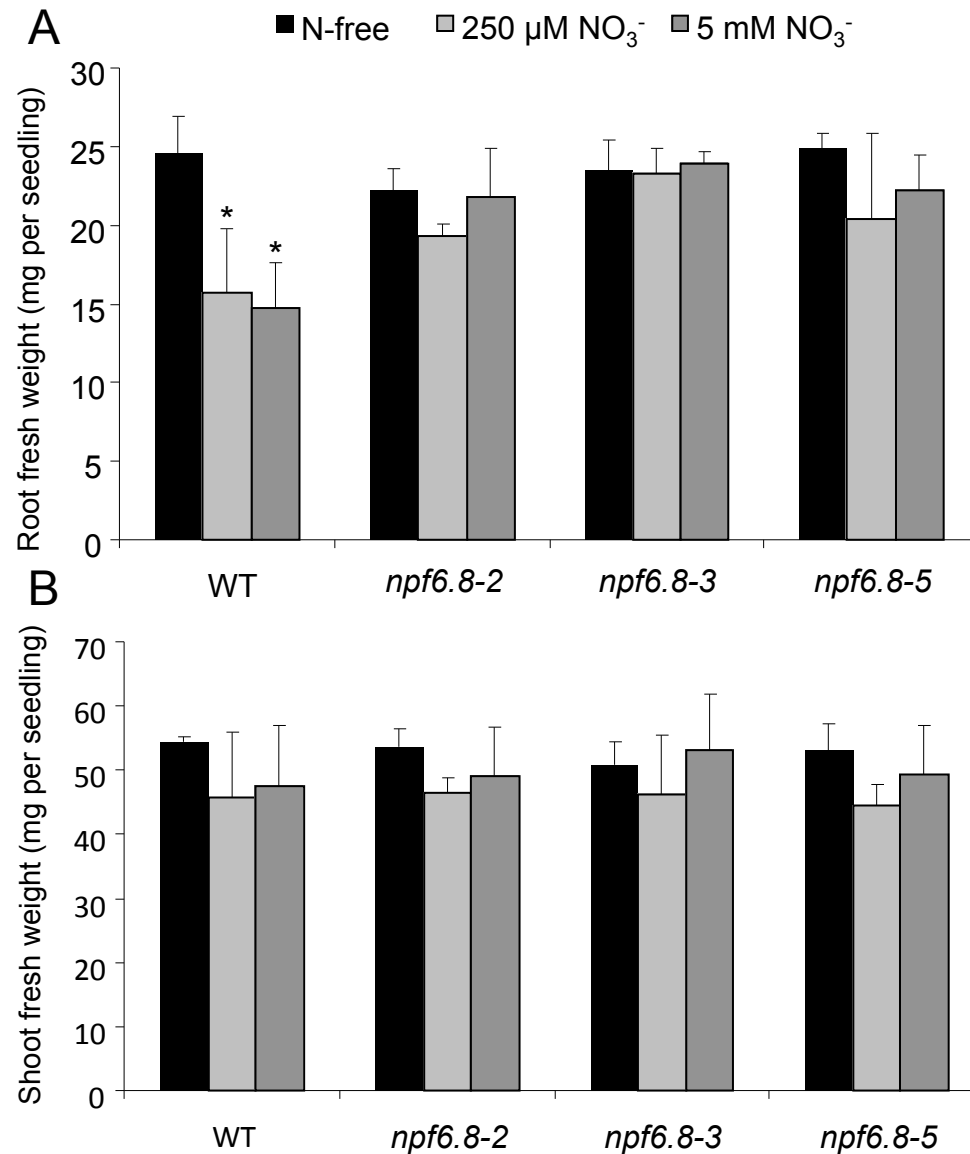 A
N-free 250 µM NO₃⁻ 5 mM NO₃⁻
Root fresh weight (mg per seedling)
30
25
20
15
10
5
0
* *
WT npf6.8-2 npf6.8-3 npf6.8-5
B
Shoot fresh weight (mg per seedling)
70
60
50
40
30
20
10
0
WT npf6.8-2 npf6.8-3 npf6.8-5